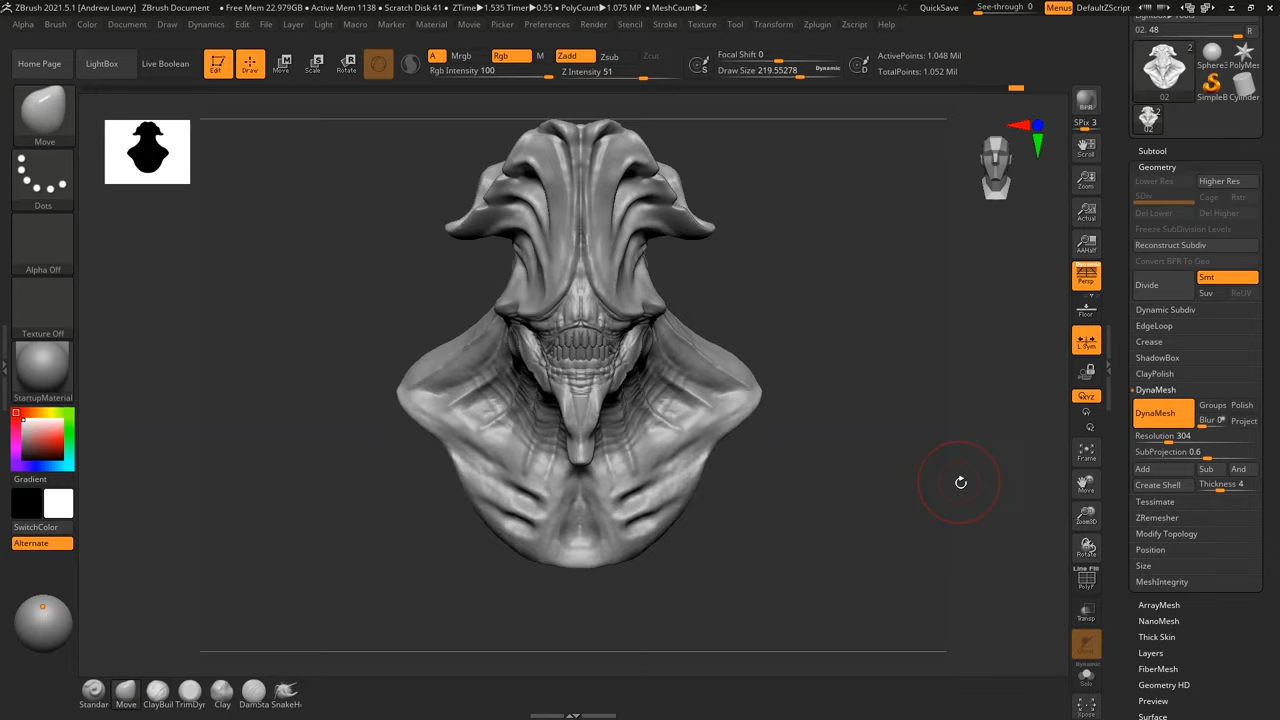 ZBrush 2021.5.1 [Andrew Lowry] ZBrush Document • Free Mem 22.979GB • Active Mem 1138 • Scratch Disk 41 • ZTime▶1.535 Timer▶0.55 • PolyCount▶1.075 MP • MeshCount▶2 AC QuickSave See-through 0 Menus DefaultZScript
Alpha Brush Color Document Draw Dynamics Edit File Layer Light Macro Marker Material Movie Picker Preferences Render Stencil Stroke Texture Tool Transform Zplugin Zscript Help
Home Page LightBox Live Boolean Edit Draw Move Scale Rotate
A Mrgb Rgb M Zadd Zsub Zcut
Rgb Intensity 100 Z Intensity 51
Focal Shift 0
Draw Size 219.55278 Dynamic
S
D
ActivePoints: 1.048 Mil
TotalPoints: 1.052 Mil
Move
Dots
Alpha Off
Texture Off
StartupMaterial
Gradient
SwitchColor
Alternate
Standar Move ClayBuil TrimDyr Clay DamSta SnakeH
BPR
SPix 3
Scroll
Zoom
Actual
AAHalf
Dynamic
Persp
Floor
L.Sym
XYZ
Frame
Move
Zoom3D
Rotate
Line Fill
PolyF
Transp
Dynamic
Solo
Xpose
02. 48 R
2
Sphere3 PolyMes
02 SimpleB Cylinder
2
02
Subtool
Geometry
Lower Res Higher Res
SDiv Cage Rstr
Del Lower Del Higher
Freeze SubDivision Levels
Reconstruct Subdiv
Convert BPR To Geo
Divide Smt
Suv ReUV
Dynamic Subdiv
EdgeLoop
Crease
ShadowBox
ClayPolish
DynaMesh
DynaMesh Groups Polish
Blur 0 Project
Resolution 304
SubProjection 0.6
Add Sub And
Create Shell Thickness 4
Tessimate
ZRemesher
Modify Topology
Position
Size
MeshIntegrity
ArrayMesh
NanoMesh
Thick Skin
Layers
FiberMesh
Geometry HD
Preview
Surface